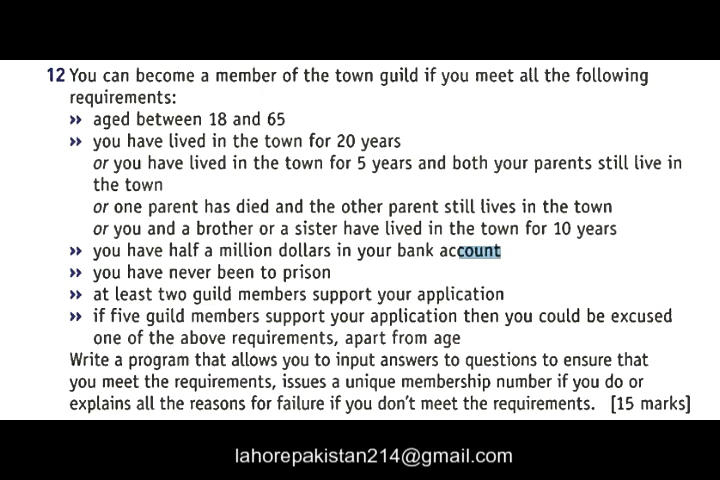 12 You can become a member of the town guild if you meet all the following
requirements:
» aged between 18 and 65
» you have lived in the town for 20 years
or you have lived in the town for 5 years and both your parents still live in
the town
or one parent has died and the other parent still lives in the town
or you and a brother or a sister have lived in the town for 10 years
» you have half a million dollars in your bank account
» you have never been to prison
» at least two guild members support your application
» if five guild members support your application then you could be excused
one of the above requirements, apart from age
Write a program that allows you to input answers to questions to ensure that
you meet the requirements, issues a unique membership number if you do or
explains all the reasons for failure if you don't meet the requirements. [15 marks]
lahorepakistan214@gmail.com